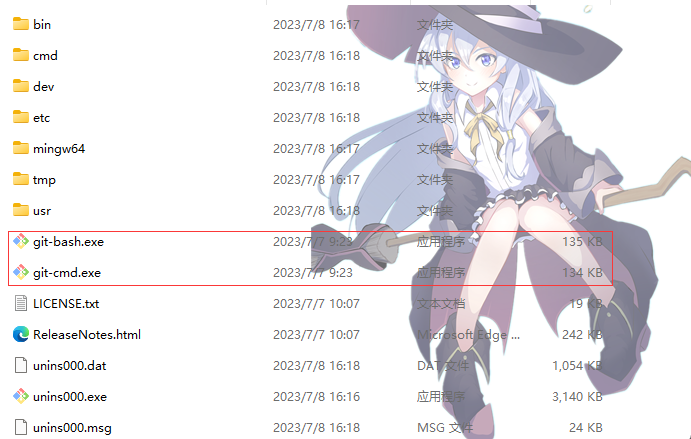 bin 2023/7/8 16:17 文件夹
cmd 2023/7/8 16:18 文件夹
dev 2023/7/8 16:18 文件夹
etc 2023/7/8 16:18 文件夹
mingw64 2023/7/8 16:17 文件夹
tmp 2023/7/8 16:17 文件夹
usr 2023/7/8 16:18 文件夹
git-bash.exe 2023/7/7 9:23 应用程序 135 KB
git-cmd.exe 2023/7/7 9:23 应用程序 134 KB
LICENSE.txt 2023/7/7 10:07 文本文档 19 KB
ReleaseNotes.html 2023/7/7 10:07 Microsoft Edge ... 242 KB
unins000.dat 2023/7/8 16:18 DAT 文件 1,054 KB
unins000.exe 2023/7/8 16:16 应用程序 3,140 KB
unins000.msg 2023/7/8 16:18 MSG 文件 24 KB